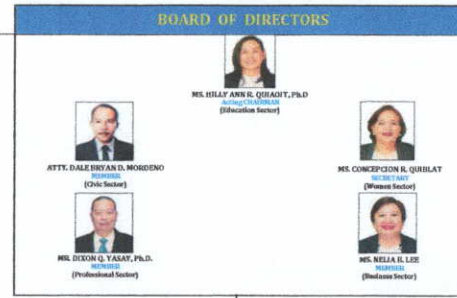 BOARD OF DIRECTORS
MS. HILLY ANN R. QUIAOIT, Ph.D
Acting CHAIRMAN
(Education Sector)
ATTY. DALE BRYAN D. MORDENO
MEMBER
(Civic Sector)
MS. CONCEPCION R. QUIBLAT
SECRETARY
(Women Sector)
MR. DIXON Q. YASAY, Ph.D.
MEMBER
(Professional Sector)
MS. NELIA B. LEE
MEMBER
(Business Sector)